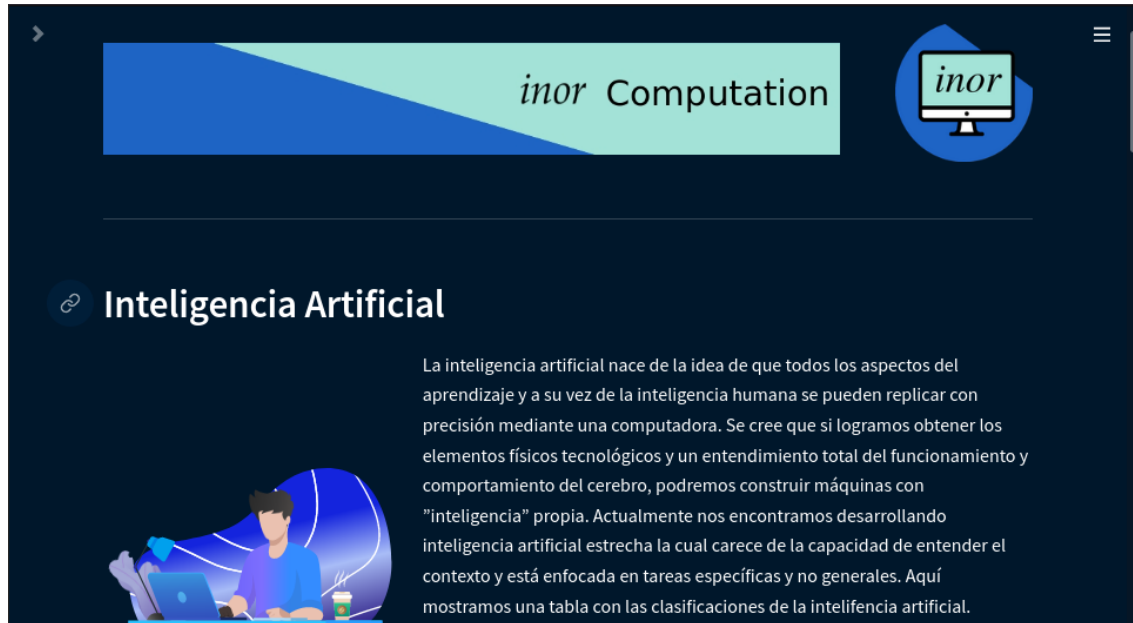 inor Computation
inor
Inteligencia Artificial
La inteligencia artificial nace de la idea de que todos los aspectos del
aprendizaje y a su vez de la inteligencia humana se pueden replicar con
precisión mediante una computadora. Se cree que si logramos obtener los
elementos físicos tecnológicos y un entendimiento total del funcionamiento y
comportamiento del cerebro, podremos construir máquinas con
”inteligencia” propia. Actualmente nos encontramos desarrollando
inteligencia artificial estrecha la cual carece de la capacidad de entender el
contexto y está enfocada en tareas específicas y no generales. Aquí
mostramos una tabla con las clasificaciones de la intelifencia artificial.